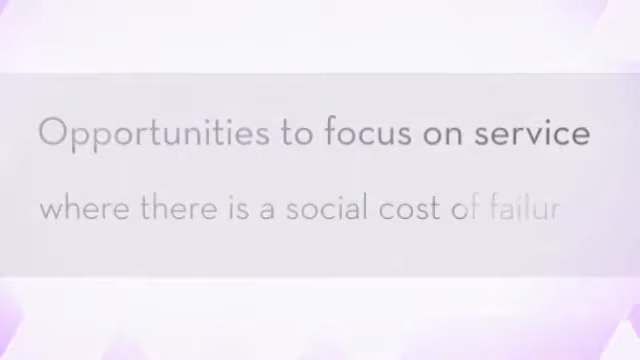 Opportunities to focus on service
where there is a social cost of failur